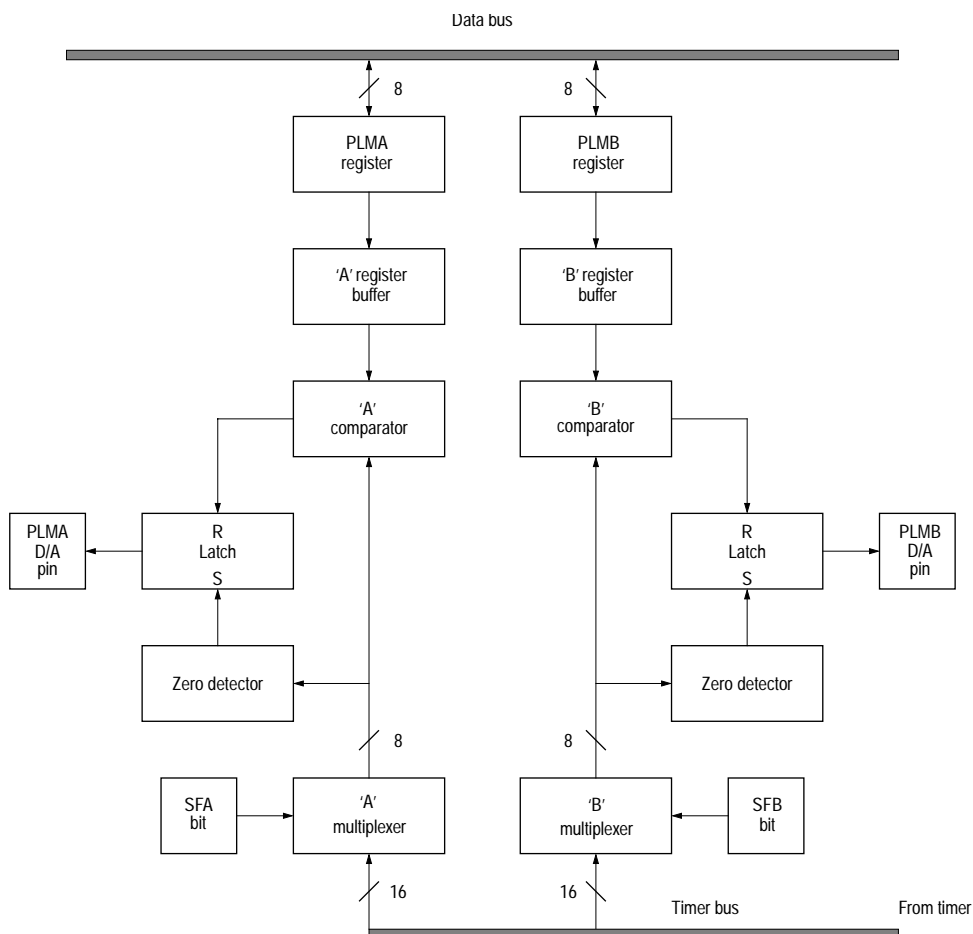 Data bus
8
8
PLMA
register
PLMB
register
‘A’ register
buffer
‘B’ register
buffer
‘A’
comparator
‘B’
comparator
PLMA
D/A
pin
R
Latch
S
R
Latch
S
PLMB
D/A
pin
Zero detector
Zero detector
8
8
SFA
bit
‘A’
multiplexer
‘B’
multiplexer
SFB
bit
16
16
Timer bus
From timer